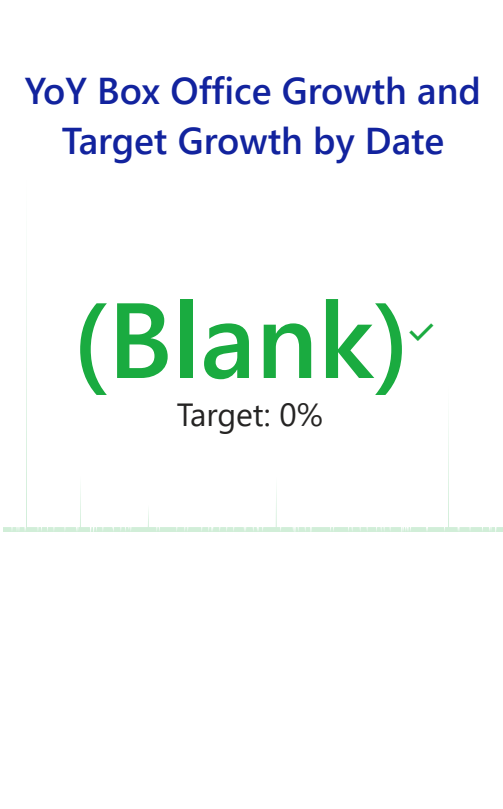 YoY Box Office Growth and
Target Growth by Date
(Blank)
Target: 0%